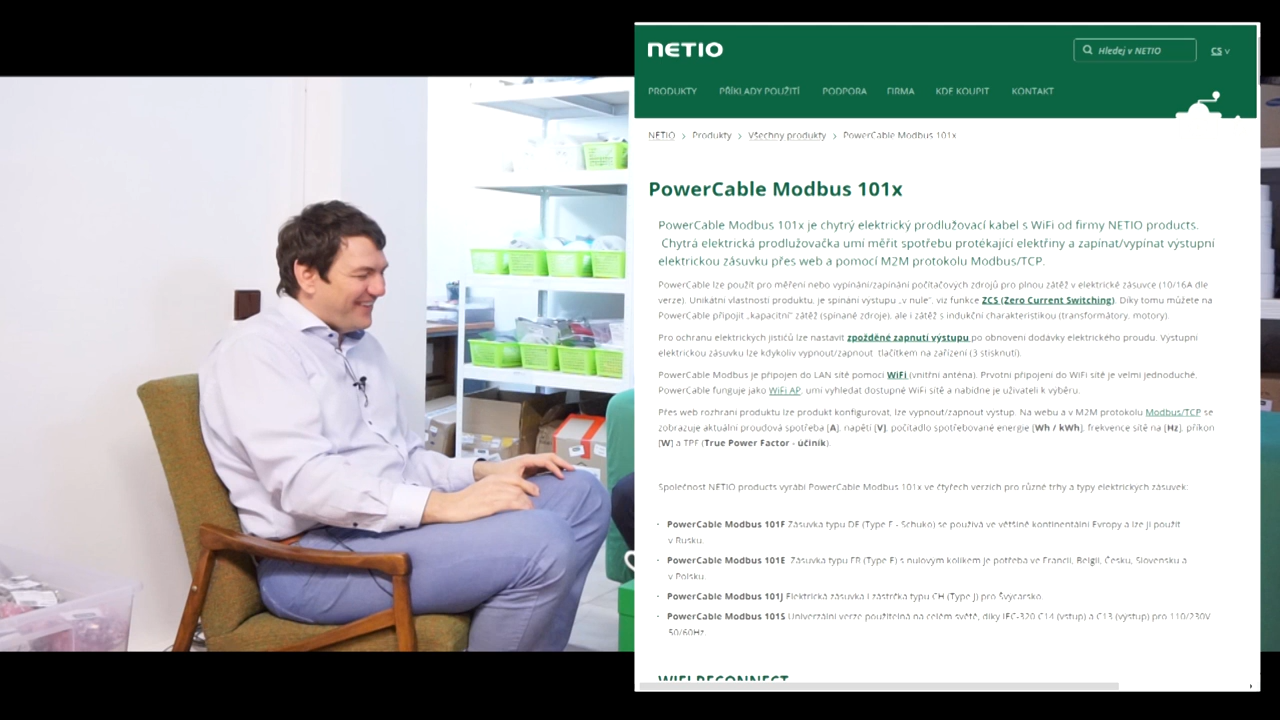 NETIO
Hledej v NETIO
CS
PRODUKTY PŘÍKLADY POUŽITÍ PODPORA FIRMA KDE KOUPIT KONTAKT
NETIO > Produkty > Všechny produkty > PowerCable Modbus 101x
PowerCable Modbus 101x
PowerCable Modbus 101x je chytrý elektrický prodlužovací kabel s WiFi od firmy NETIO products.
Chytrá elektrická prodlužovačka umí měřit spotřebu protékající elektřiny a zapínat/vypínat výstupní
elektrickou zásuvku přes web a pomocí M2M protokolu Modbus/TCP.
PowerCable lze použít pro měření nebo vypínání/zapínání počítačových zdrojů pro plnou zátěž v elektrické zásuvce (10/16A dle
verze). Unikátní vlastností produktu, je spínání výstupu „v nule", viz funkce ZCS (Zero Current Switching). Díky tomu můžete na
PowerCable připojit „kapacitní" zátěž (spínané zdroje), ale i zátěž s indukční charakteristikou (transformátory, motory).
Pro ochranu elektrických jističů lze nastavit zpožděné zapnutí výstupu po obnovení dodávky elektrického proudu. Výstupní
elektrickou zásuvku lze kdykoliv vypnout/zapnout tlačítkem na zařízení (3 stisknutí).
PowerCable Modbus je připojen do LAN sítě pomocí WiFi (vnitřní anténa). Prvotní připojení do WiFi sítě je velmi jednoduché,
PowerCable funguje jako WiFi AP, umí vyhledat dostupné WiFi sítě a nabídne je uživateli k výběru.
Přes web rozhraní produktu lze produkt konfigurovat, lze vypnout/zapnout výstup. Na webu a v M2M protokolu Modbus/TCP se
zobrazuje aktuální proudová spotřeba [A], napětí [V], počítadlo spotřebované energie [Wh / kWh], frekvence sítě na [Hz], příkon
[W] a TPF (True Power Factor - účiník).
Společnost NETIO products vyrábí PowerCable Modbus 101x ve čtyřech verzích pro různé trhy a typy elektrických zásuvek:
· PowerCable Modbus 101F Zásuvka typu DE (Type F - Schuko) se používá ve většině kontinentální Evropy a lze ji použít
v Rusku.
· PowerCable Modbus 101E Zásuvka typu FR (Type E) s nulovým kolíkem je potřeba ve Francii, Belgii, Česku, Slovensku a
v Polsku.
· PowerCable Modbus 101J Elektrická zásuvka i zástrčka typu CH (Type J) pro Švýcarsko.
· PowerCable Modbus 101S Univerzální verze použitelná na celém světě, díky IEC-320 C14 (vstup) a C13 (výstup) pro 110/230V
50/60Hz.
WIFI RECONNECT